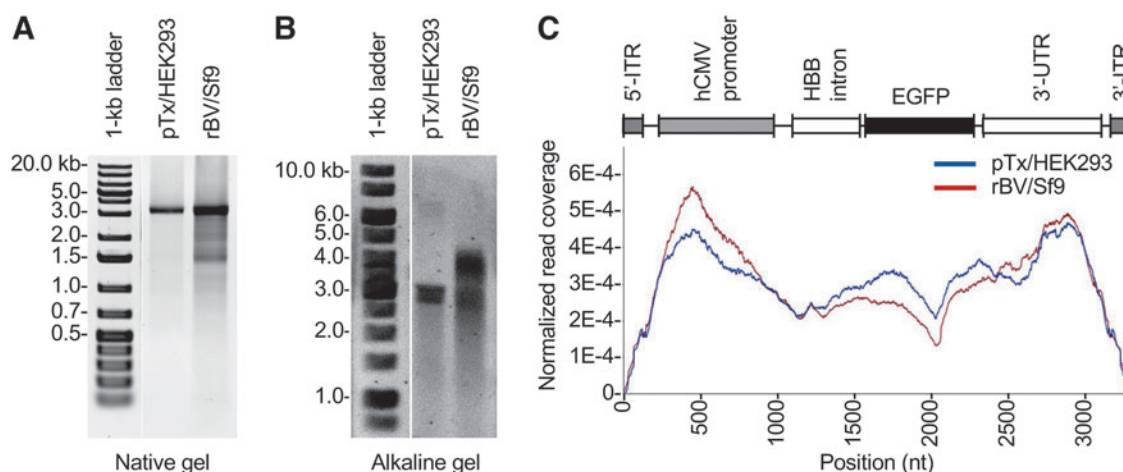 A
1-kb ladder
pTx/HEK293
rBV/Sf9
20.0 kb-
5.0-
3.0-
2.0-
1.5-
1.0-
0.7-
0.5-
Native gel
B
1-kb ladder
pTx/HEK293
rBV/Sf9
10.0 kb-
6.0-
5.0-
4.0-
3.0-
2.0-
1.0-
Alkaline gel
C
5'-ITR
hCMV
promoter
HBB
intron
EGFP
3'-UTR
3'-ITR
pTx/HEK293
rBV/Sf9
Normalized read coverage
6E-4
5E-4
4E-4
3E-4
2E-4
1E-4
0
0
500
1000
1500
2000
2500
3000
Position (nt)